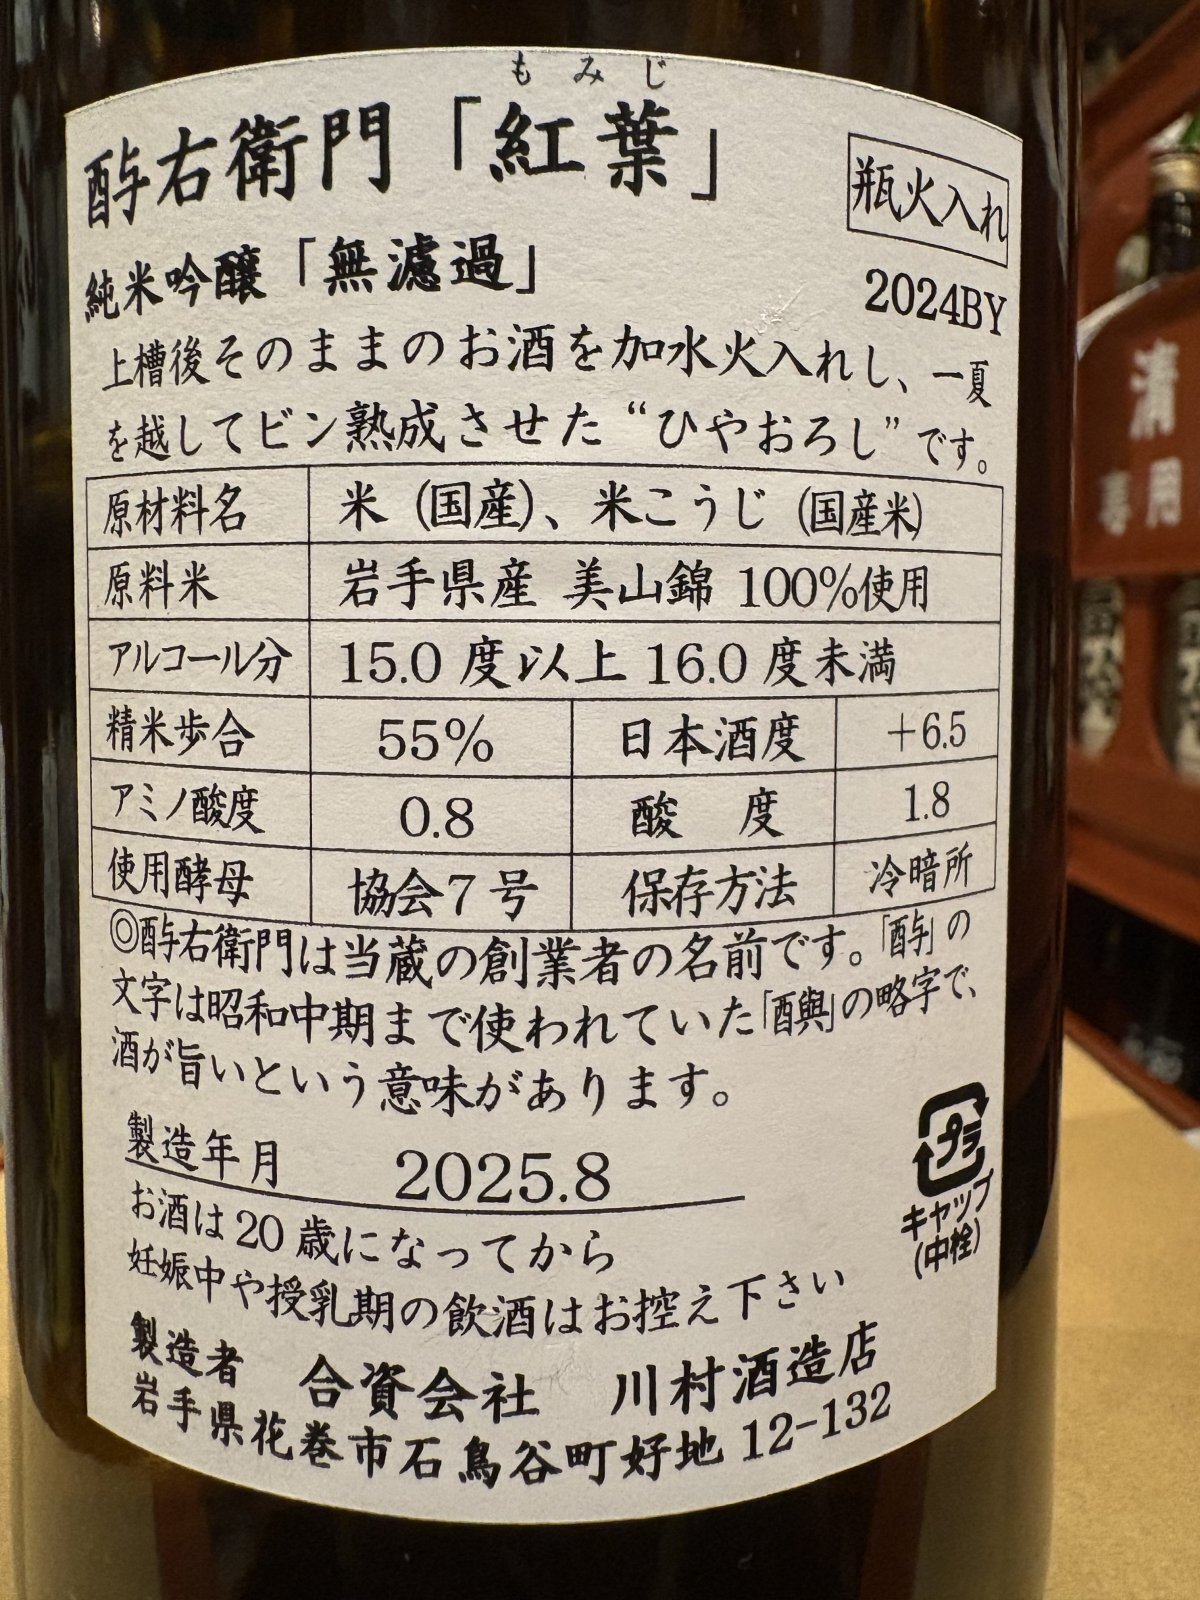 もみじ
酉与右衛門「紅葉」
瓶火入れ
純米吟醸「無濾過」
2024BY
上槽後そのままのお酒を加水火入れし、一夏
を越してビン熟成させた“ひやおろし”です。
原材料名 米(国産)、米こうじ(国産米)
原料米 岩手県産 美山錦 100%使用
アルコール分 15.0度以上16.0度未満
精米歩合 55% 日本酒度 +6.5
アミノ酸度 0.8 酸度 1.8
使用酵母 協会7号 保存方法 冷暗所
◎酉与右衛門は当蔵の創業者の名前です。「酉与」の
文字は昭和中期まで使われていた「酉與」の略字で、
酒が旨いという意味があります。
製造年月 2025.8
プラ
キャップ
(中栓)
お酒は20歳になってから
妊娠中や授乳期の飲酒はお控え下さい
製造者 合資会社 川村酒造店
岩手県花巻市石鳥谷町好地12-132
清
専用